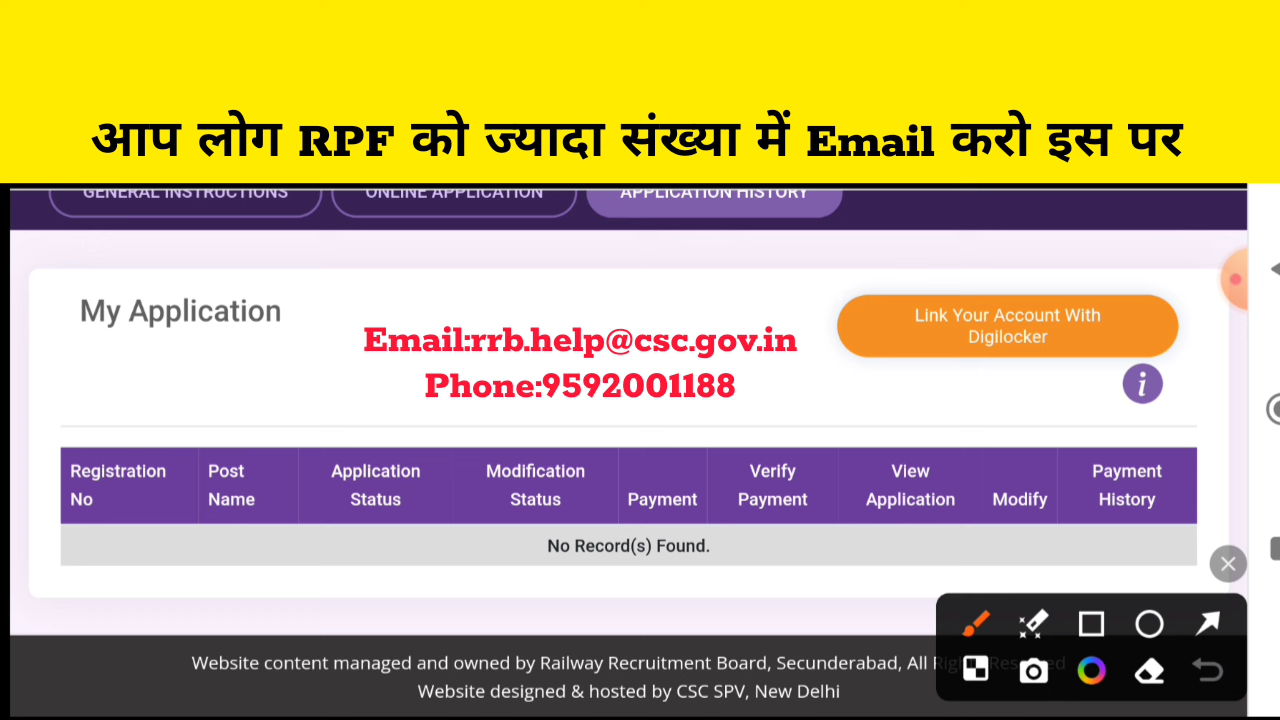 आप लोग RPF को ज्यादा संख्या में Email करो इस पर
GENERAL INSTRUCTIONS ONLINE APPLICATION APPLICATION HISTORY
My Application
Link Your Account With
Digilocker
Email:rrb.help@csc.gov.in
Phone:9592001188
i
Registration No Post Name Application Status Modification Status Payment Verify Payment View Application Modify Payment History
No Record(s) Found.
Website content managed and owned by Railway Recruitment Board, Secunderabad, All Rights Reserved
Website designed & hosted by CSC SPV, New Delhi